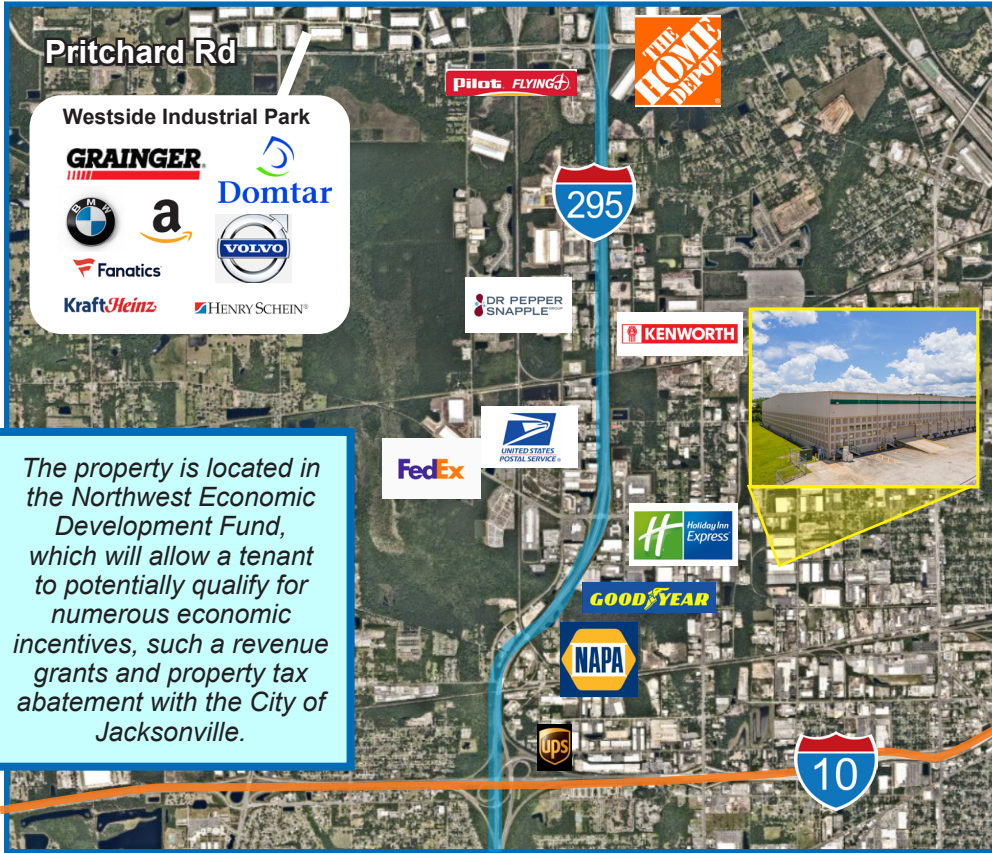 Pritchard Rd
Westside Industrial Park
GRAINGER
Domtar
BMW
a
VOLVO
Fanatics
KraftHeinz
HENRY SCHEIN®
Pilot. FLYING J
THE
HOME
DEPOT
295
DR PEPPER
SNAPPLE GROUP
KENWORTH
UNITED STATES
POSTAL SERVICE®
FedEx
The property is located in
the Northwest Economic
Development Fund,
which will allow a tenant
to potentially qualify for
numerous economic
incentives, such a revenue
grants and property tax
abatement with the City of
Jacksonville.
H Holiday Inn
Express
GOODYEAR
NAPA
ups
10